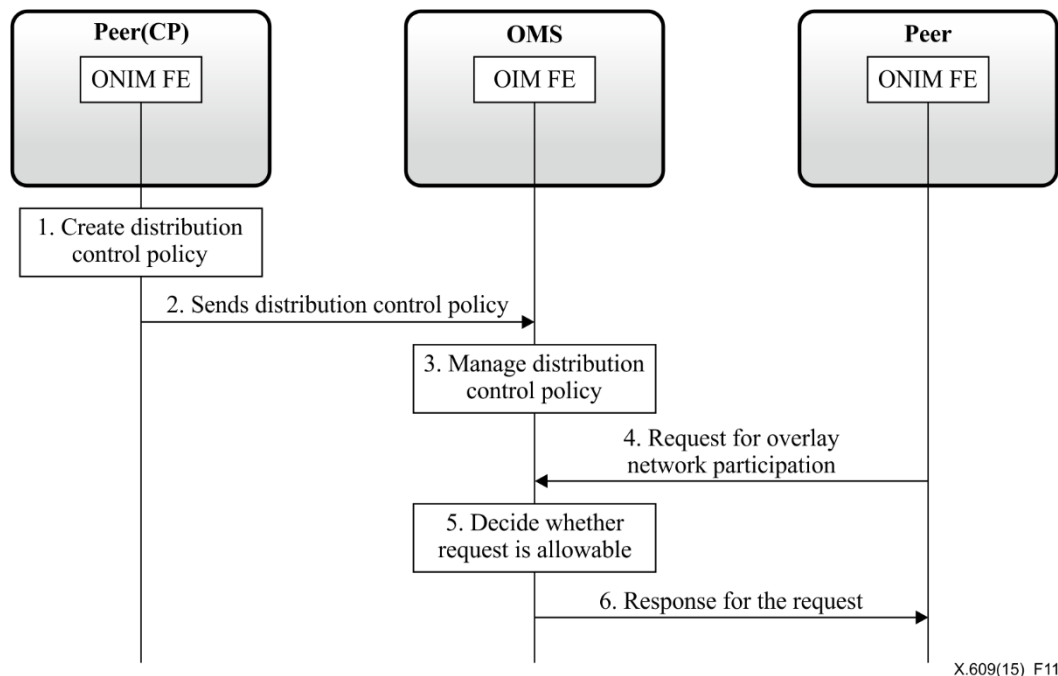 Peer(CP)
OMS
Peer
ONIM FE
OIM FE
ONIM FE
1. Create distribution
control policy
2. Sends distribution control policy
3. Manage distribution
control policy
4. Request for overlay
network participation
5. Decide whether
request is allowable
6. Response for the request
X.609(15)_F11